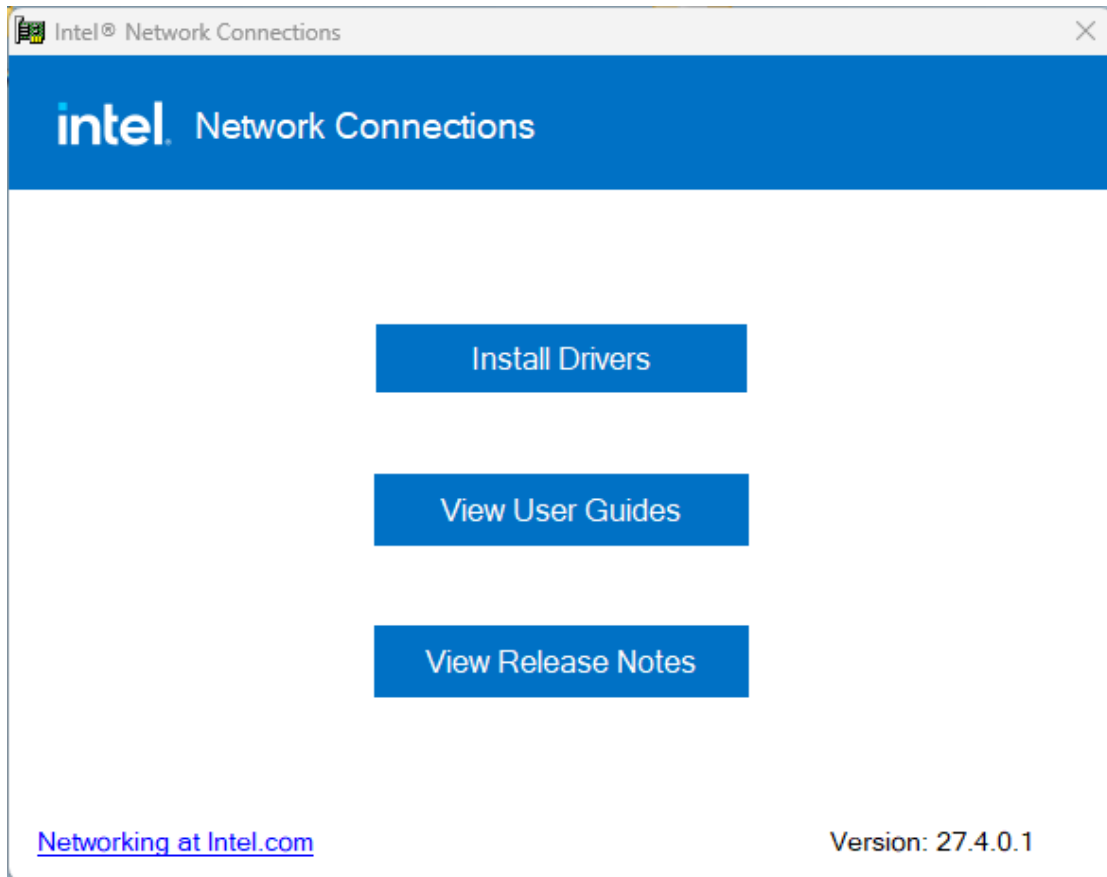 Intel® Network Connections
intel. Network Connections
Install Drivers
View User Guides
View Release Notes
Networking at Intel.com
Version: 27.4.0.1